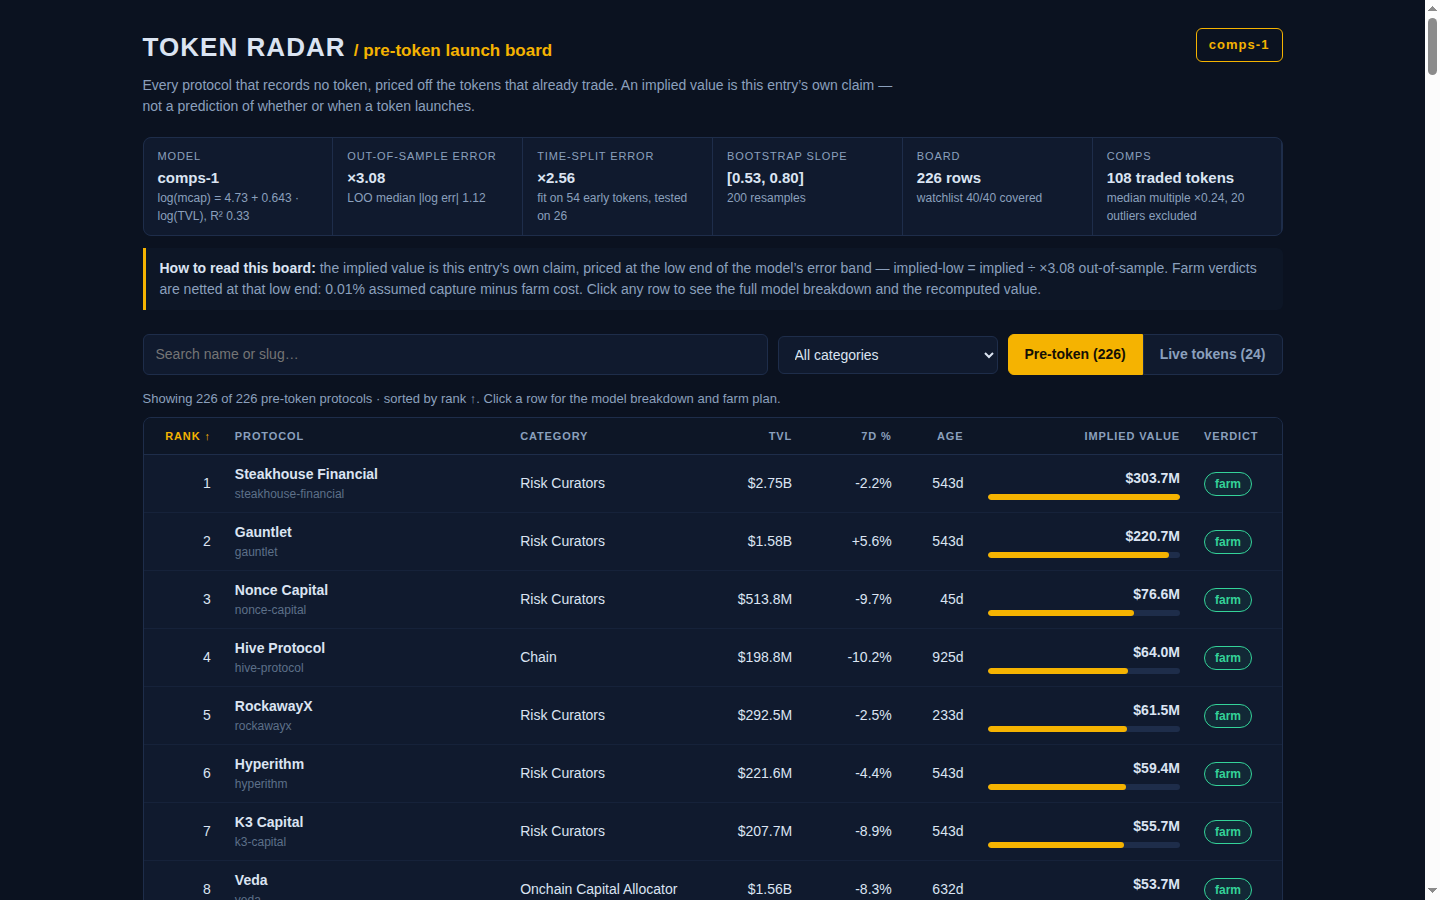 TOKEN RADAR / pre-token launch board
comps-1
Every protocol that records no token, priced off the tokens that already trade. An implied value is this entry’s own claim —
not a prediction of whether or when a token launches.
MODEL
comps-1
log(mcap) = 4.73 + 0.643 ·
log(TVL), R² 0.33
OUT-OF-SAMPLE ERROR
×3.08
LOO median |log err| 1.12
TIME-SPLIT ERROR
×2.56
fit on 54 early tokens, tested
on 26
BOOTSTRAP SLOPE
[0.53, 0.80]
200 resamples
BOARD
226 rows
watchlist 40/40 covered
COMPS
108 traded tokens
median multiple ×0.24, 20
outliers excluded
How to read this board: the implied value is this entry’s own claim, priced at the low end of the model’s error band — implied-low = implied ÷ ×3.08 out-of-sample. Farm verdicts
are netted at that low end: 0.01% assumed capture minus farm cost. Click any row to see the full model breakdown and the recomputed value.
Search name or slug…
All categories
Pre-token (226)
Live tokens (24)
Showing 226 of 226 pre-token protocols · sorted by rank ↑. Click a row for the model breakdown and farm plan.
RANK ↑ PROTOCOL CATEGORY TVL 7D % AGE IMPLIED VALUE VERDICT
1 Steakhouse Financial Risk Curators $2.75B -2.2% 543d $303.7M farm
steakhouse-financial
2 Gauntlet Risk Curators $1.58B +5.6% 543d $220.7M farm
gauntlet
3 Nonce Capital Risk Curators $513.8M -9.7% 45d $76.6M farm
nonce-capital
4 Hive Protocol Chain $198.8M -10.2% 925d $64.0M farm
hive-protocol
5 RockawayX Risk Curators $292.5M -2.5% 233d $61.5M farm
rockawayx
6 Hyperithm Risk Curators $221.6M -4.4% 543d $59.4M farm
hyperithm
7 K3 Capital Risk Curators $207.7M -8.9% 543d $55.7M farm
k3-capital
8 Veda Onchain Capital Allocator $1.56B -8.3% 632d $53.7M farm